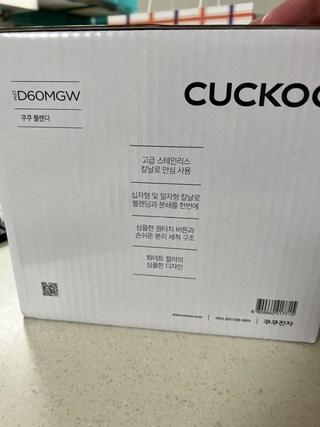 D60MGW
CUCKOO
쿠쿠 블렌더
고급 스테인리스
칼날로 안심 사용
십자형 및 일자형 칼날로
블렌딩과 분쇄를 한번에
심플한 원터치 버튼과
손쉬운 분리 세척 구조
화이트 컬러의
심플한 디자인
쿠쿠전자